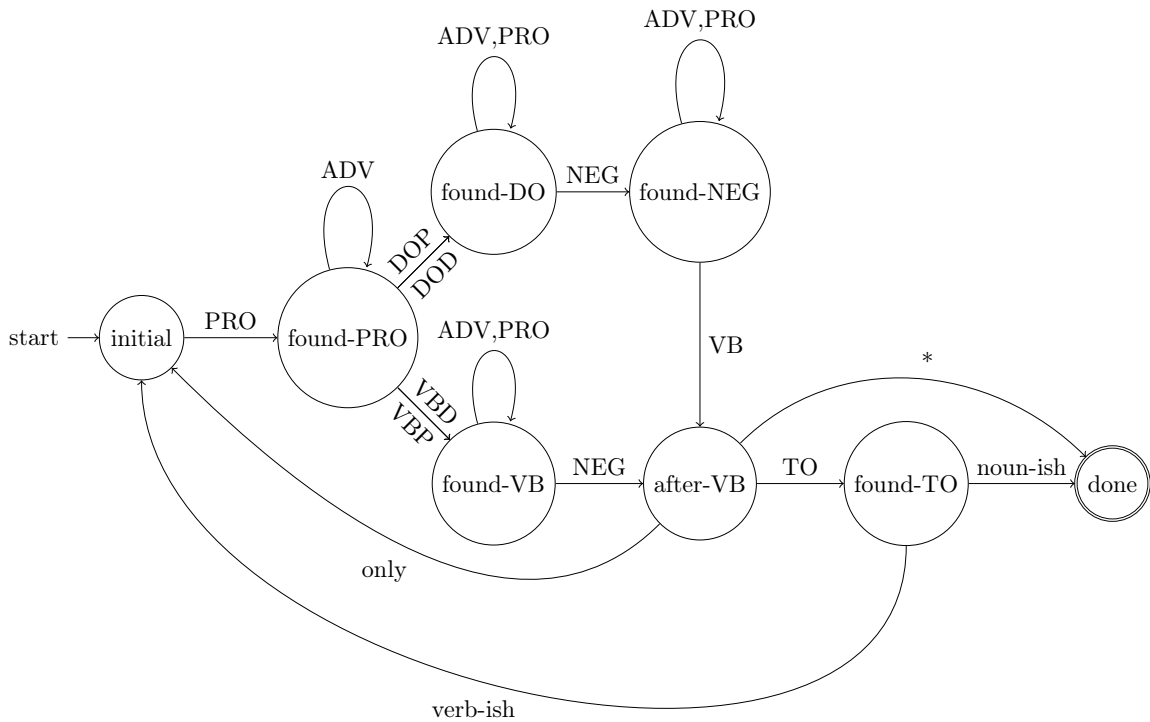 ADV,PRO
ADV,PRO
ADV
found-DO
NEG
found-NEG
DOP
DOD
start
initial
PRO
found-PRO
ADV,PRO
VB
*
VBD
VBP
found-VB
NEG
after-VB
TO
found-TO
noun-ish
done
only
verb-ish